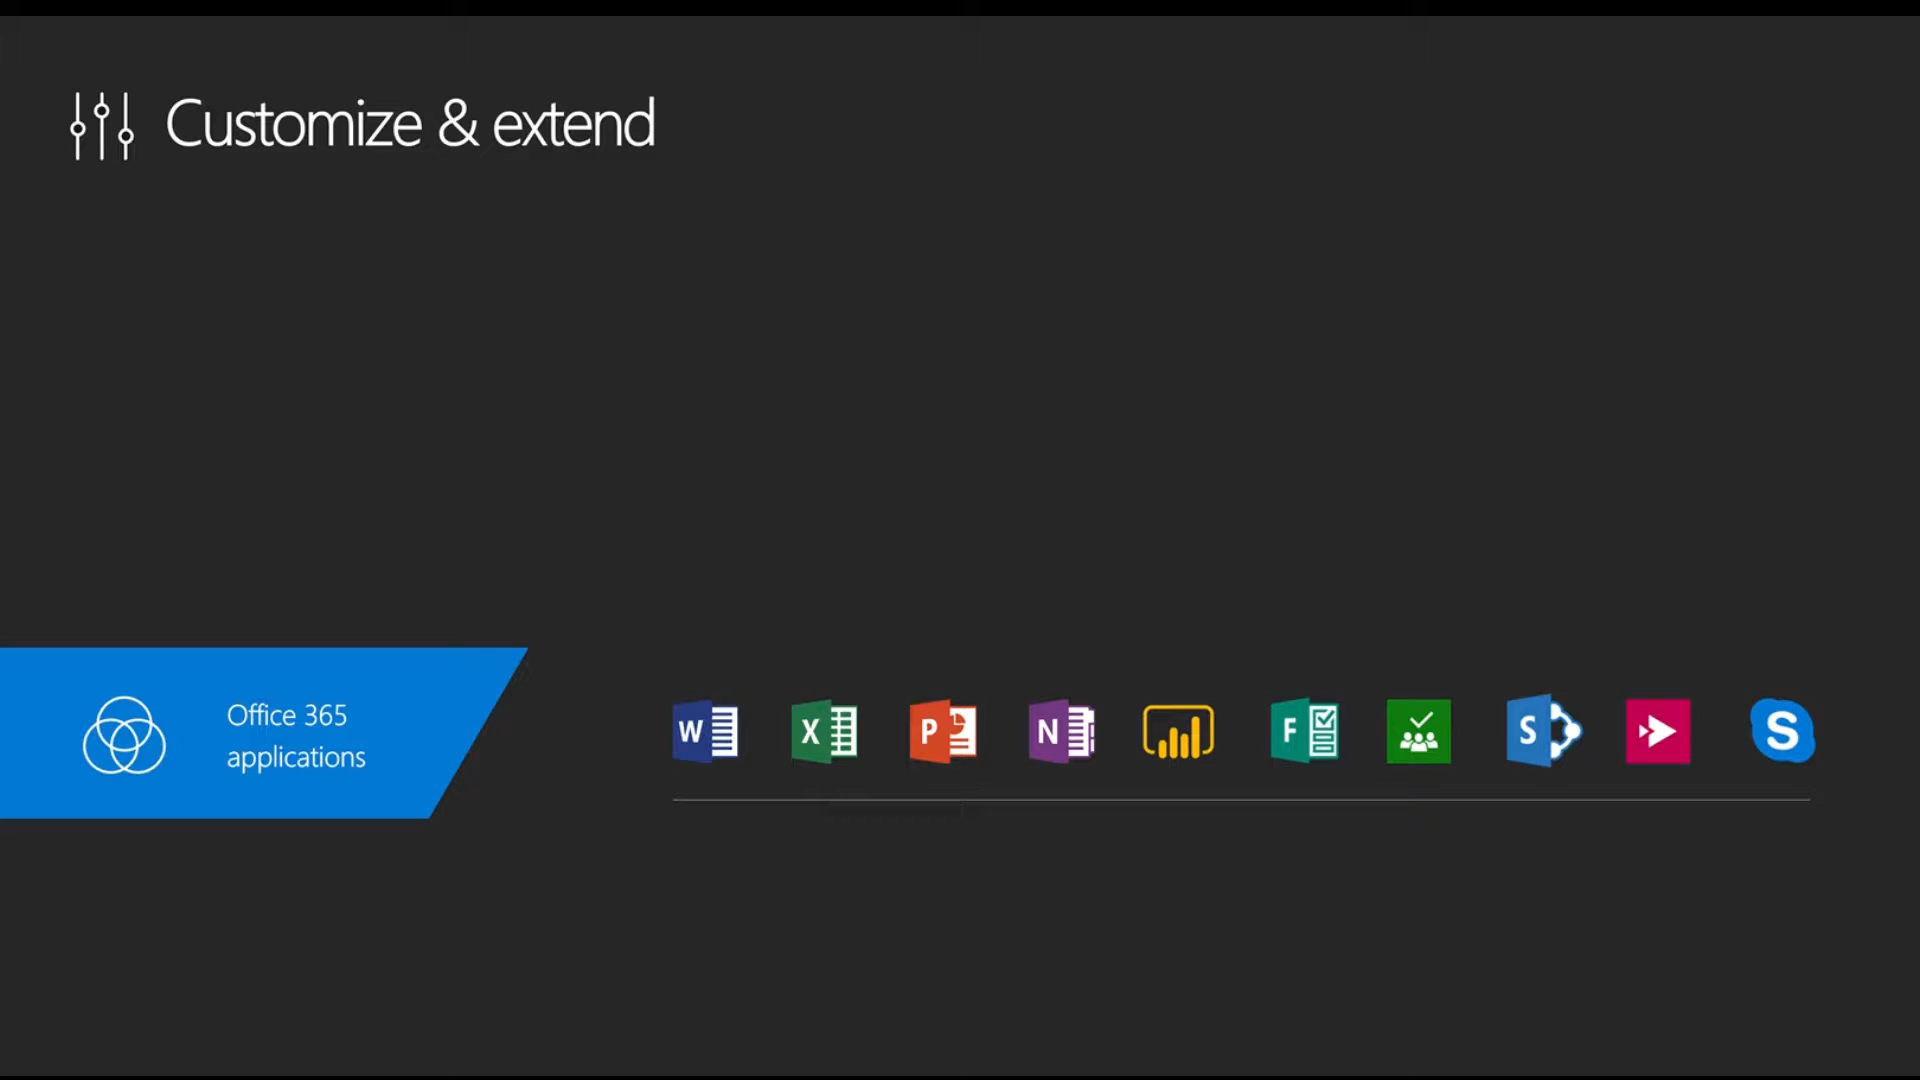 Customize & extend
Office 365
applications
W X P N F S S